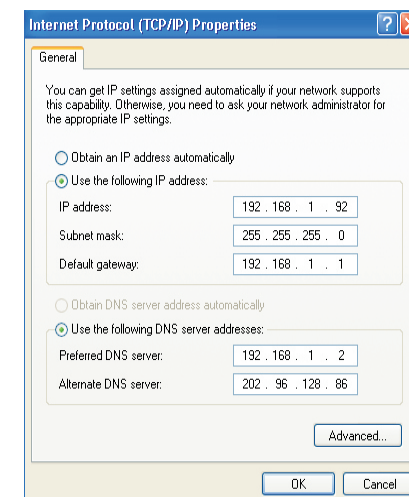 Internet Protocol (TCP/IP) Properties
General
You can get IP settings assigned automatically if your network supports
this capability. Otherwise, you need to ask your network administrator for
the appropriate IP settings.
Obtain an IP address automatically
Use the following IP address:
IP address: 192 . 168 . 1 . 92
Subnet mask: 255 . 255 . 255 . 0
Default gateway: 192 . 168 . 1 . 1
Obtain DNS server address automatically
Use the following DNS server addresses:
Preferred DNS server: 192 . 168 . 1 . 2
Alternate DNS server: 202 . 96 . 128 . 86
Advanced...
OK Cancel